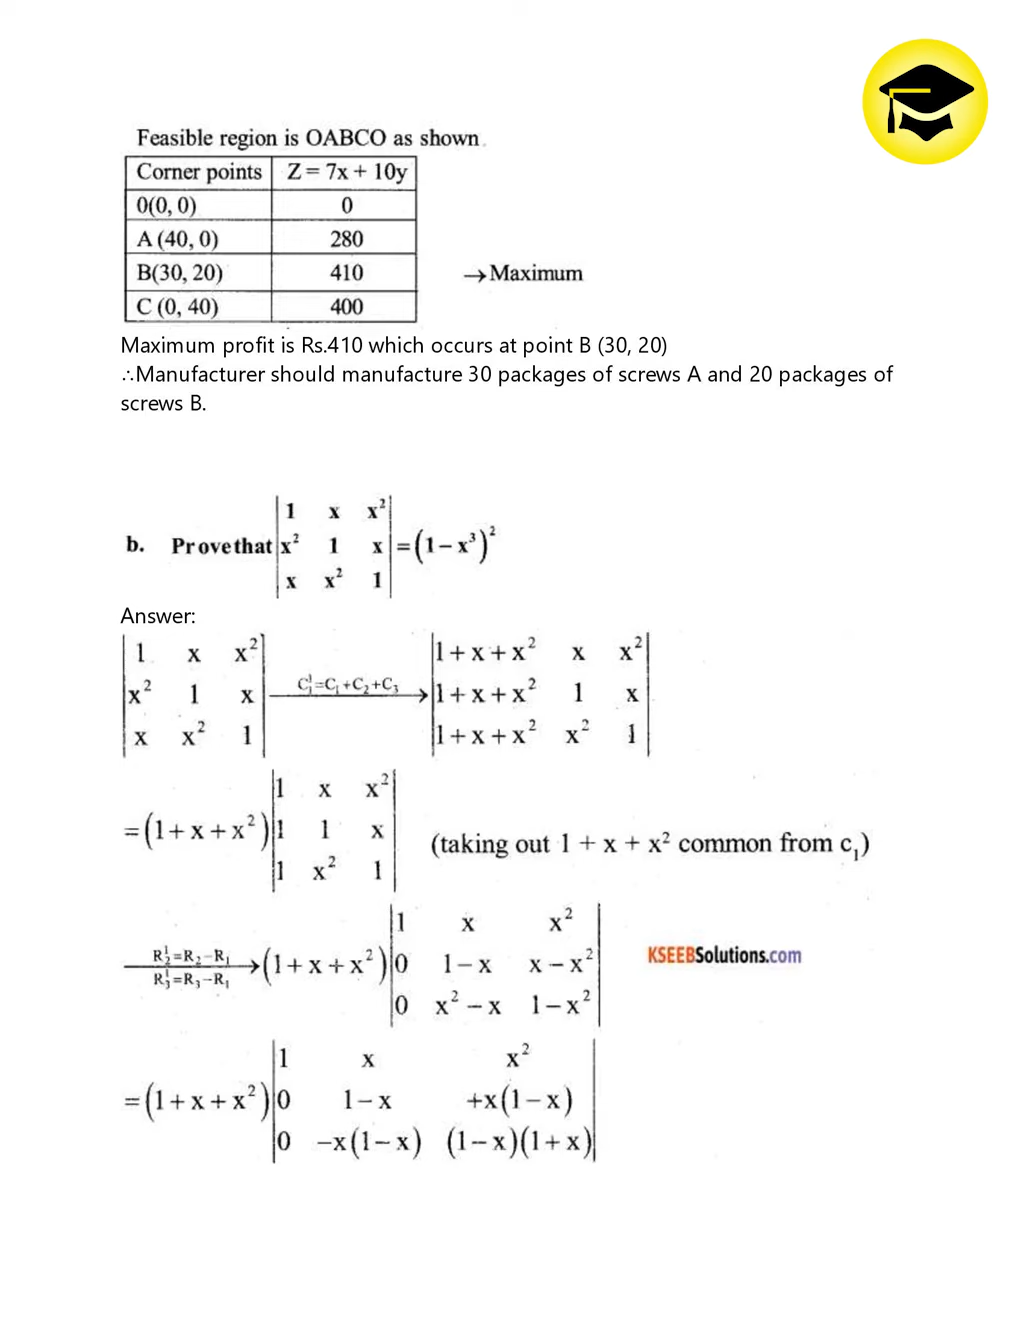 Feasible region is OABCO as shown.
Corner points Z = 7x + 10y
0(0, 0) 0
A (40, 0) 280
B(30, 20) 410 →Maximum
C (0, 40) 400
Maximum profit is Rs.410 which occurs at point B (30, 20)
∴Manufacturer should manufacture 30 packages of screws A and 20 packages of
screws B.
|1 x x²|
b. Prove that |x² 1 x| = (1 − x³)²
|x x² 1|
Answer:
|1 x x²| |1 + x + x² x x²|
|x² 1 x| C₁¹=C₁+C₂+C₃ → |1 + x + x² 1 x|
|x x² 1| |1 + x + x² x² 1|
|1 x x²|
= (1 + x + x²) |1 1 x| (taking out 1 + x + x² common from c₁)
|1 x² 1|
|1 x x²|
R₂¹=R₂−R₁ R₃¹=R₃−R₁ → (1 + x + x²) |0 1 − x x − x²| KSEEBSolutions.com
|0 x² − x 1 − x²|
|1 x x²|
= (1 + x + x²) |0 1 − x +x(1 − x)|
|0 −x(1 − x) (1 − x)(1 + x)|